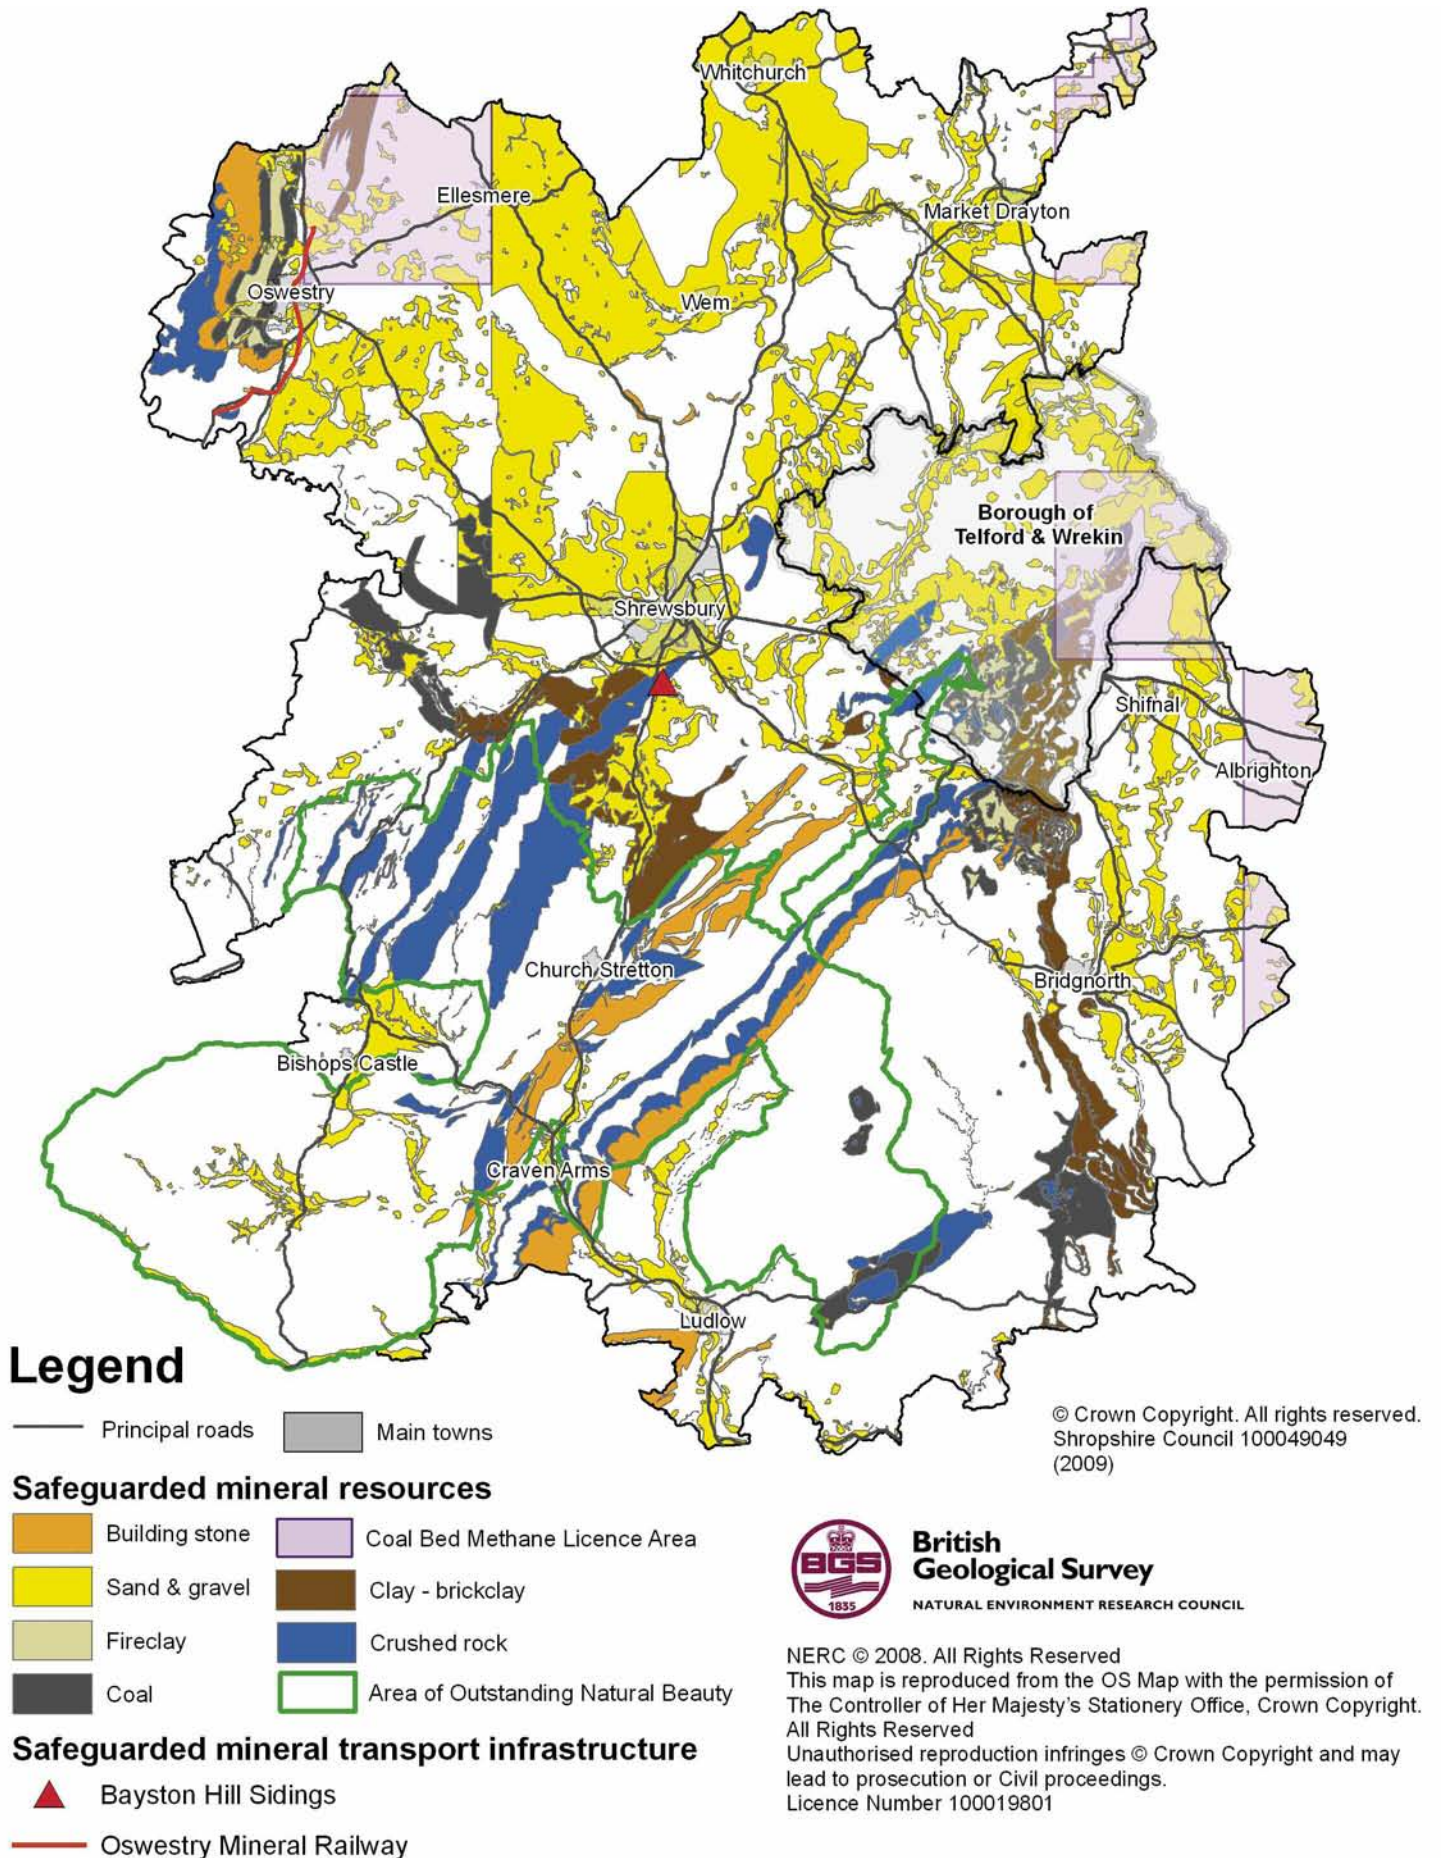 Whitchurch
Ellesmere
Market Drayton
Oswestry
Wem
Borough of
Telford & Wrekin
Shrewsbury
Shifnal
Albrighton
Church Stretton
Bridgnorth
Bishops Castle
Craven Arms
Ludlow
Legend
Principal roads
Main towns
Safeguarded mineral resources
Building stone
Coal Bed Methane Licence Area
Sand & gravel
Clay - brickclay
Fireclay
Crushed rock
Coal
Area of Outstanding Natural Beauty
Safeguarded mineral transport infrastructure
Bayston Hill Sidings
Oswestry Mineral Railway
© Crown Copyright. All rights reserved.
Shropshire Council 100049049
(2009)
BGS
1835
British
Geological Survey
NATURAL ENVIRONMENT RESEARCH COUNCIL
NERC © 2008. All Rights Reserved
This map is reproduced from the OS Map with the permission of
The Controller of Her Majesty's Stationery Office, Crown Copyright.
All Rights Reserved
Unauthorised reproduction infringes © Crown Copyright and may
lead to prosecution or Civil proceedings.
Licence Number 100019801